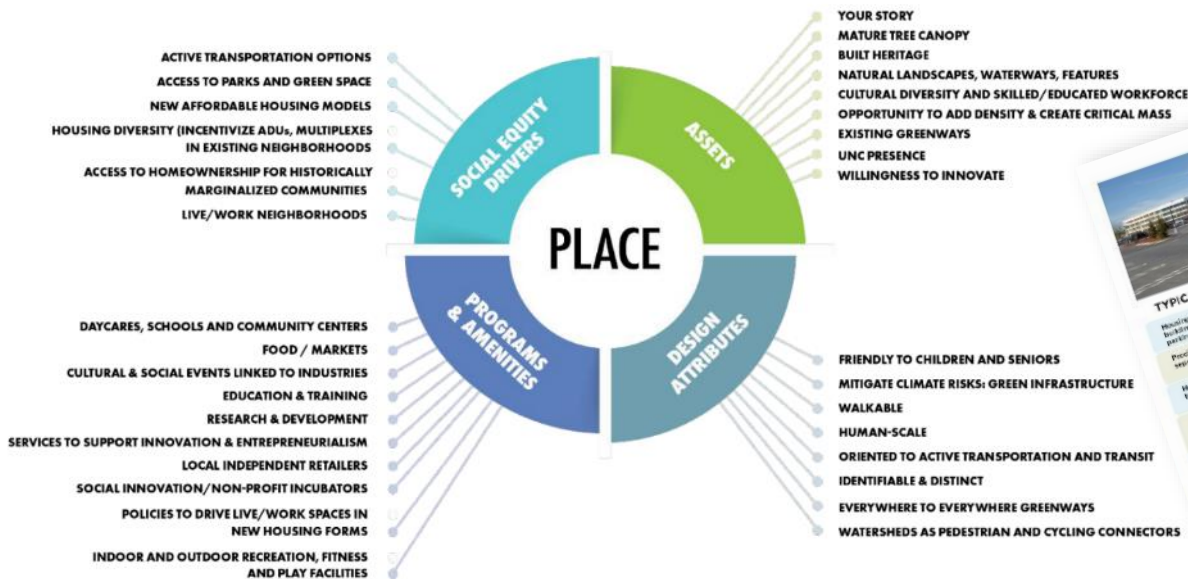 ACTIVE TRANSPORTATION OPTIONS
ACCESS TO PARKS AND GREEN SPACE
NEW AFFORDABLE HOUSING MODELS
HOUSING DIVERSITY (INCENTIVIZE ADUs, MULTIPLEXES
IN EXISTING NEIGHBORHOODS
ACCESS TO HOMEOWNERSHIP FOR HISTORICALLY
MARGINALIZED COMMUNITIES
LIVE/WORK NEIGHBORHOODS
SOCIAL EQUITY
DRIVERS
YOUR STORY
MATURE TREE CANOPY
BUILT HERITAGE
NATURAL LANDSCAPES, WATERWAYS, FEATURES
CULTURAL DIVERSITY AND SKILLED/EDUCATED WORKFORCE
OPPORTUNITY TO ADD DENSITY & CREATE CRITICAL MASS
EXISTING GREENWAYS
UNC PRESENCE
WILLINGNESS TO INNOVATE
ASSETS
PLACE
DAYCARES, SCHOOLS AND COMMUNITY CENTERS
FOOD / MARKETS
CULTURAL & SOCIAL EVENTS LINKED TO INDUSTRIES
EDUCATION & TRAINING
RESEARCH & DEVELOPMENT
SERVICES TO SUPPORT INNOVATION & ENTREPRENEURIALISM
LOCAL INDEPENDENT RETAILERS
SOCIAL INNOVATION/NON-PROFIT INCUBATORS
POLICIES TO DRIVE LIVE/WORK SPACES IN
NEW HOUSING FORMS
INDOOR AND OUTDOOR RECREATION, FITNESS
AND PLAY FACILITIES
PROGRAMS
& AMENITIES
DESIGN
ATTRIBUTES
FRIENDLY TO CHILDREN AND SENIORS
MITIGATE CLIMATE RISKS: GREEN INFRASTRUCTURE
WALKABLE
HUMAN-SCALE
ORIENTED TO ACTIVE TRANSPORTATION AND TRANSIT
IDENTIFIABLE & DISTINCT
EVERYWHERE TO EVERYWHERE GREENWAYS
WATERSHEDS AS PEDESTRIAN AND CYCLING CONNECTORS